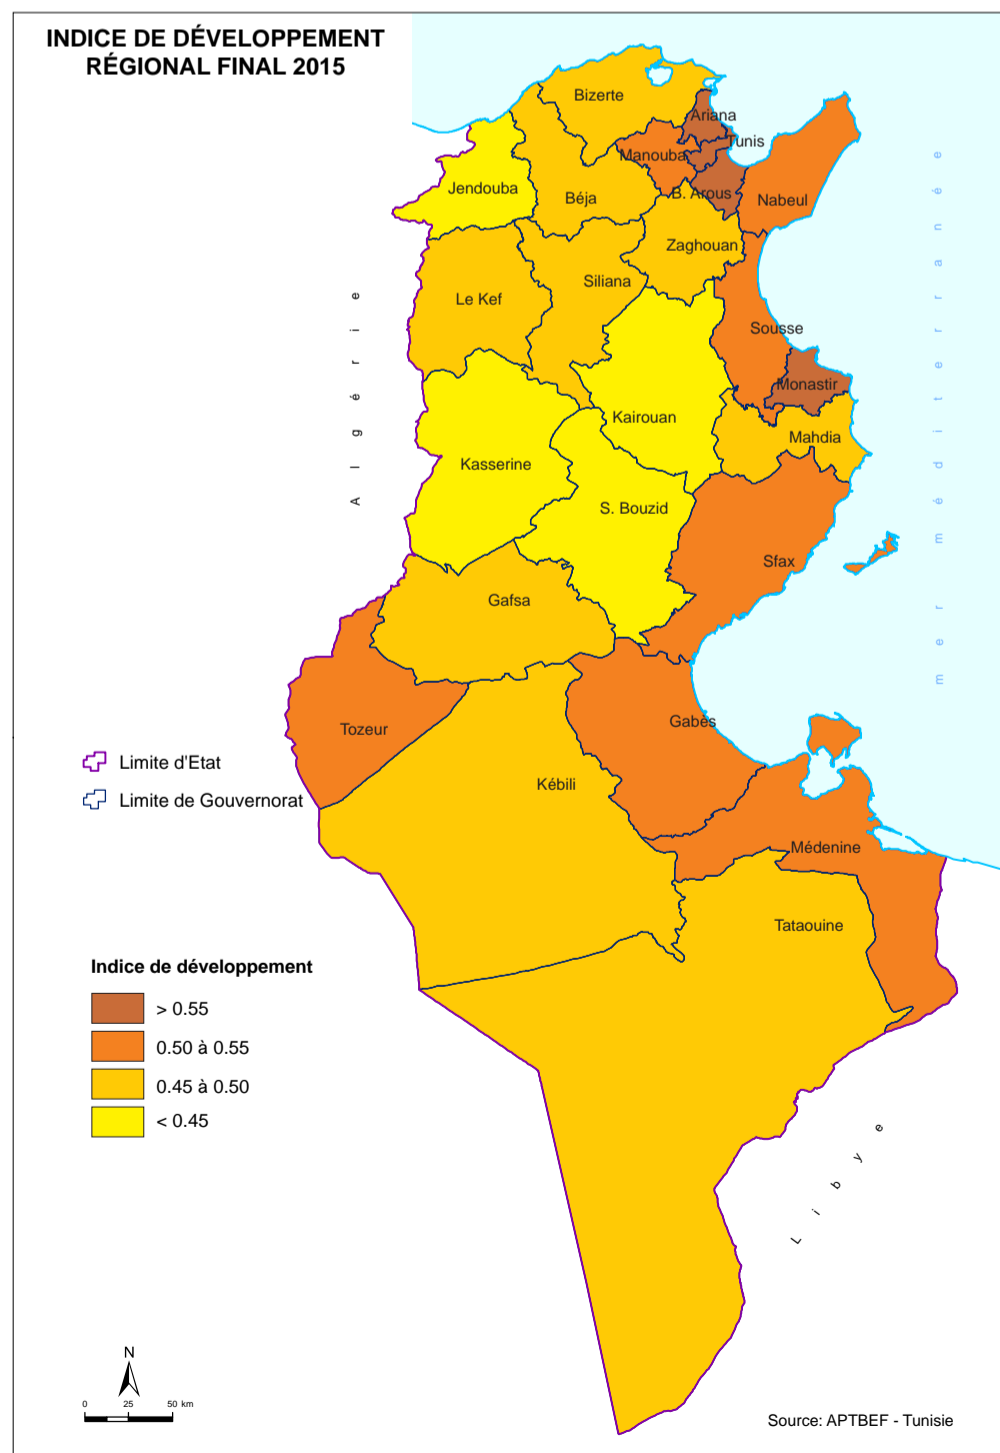 INDICE DE DÉVELOPPEMENT
RÉGIONAL FINAL 2015
Bizerte
Ariana
Tunis
Manouba
Jendouba
B. Arous
Béja
Nabeul
Zaghouan
Siliana
Le Kef
Sousse
Monastir
Kairouan
Mahdia
Kasserine
S. Bouzid
Sfax
Gafsa
Gabès
Tozeur
Kébili
Médenine
Tataouine
Algérie
mer méditerranée
Libye
Limite d'Etat
Limite de Gouvernorat
Indice de développement
> 0.55
0.50 à 0.55
0.45 à 0.50
< 0.45
N
0 25 50 km
Source: APTBEF - Tunisie